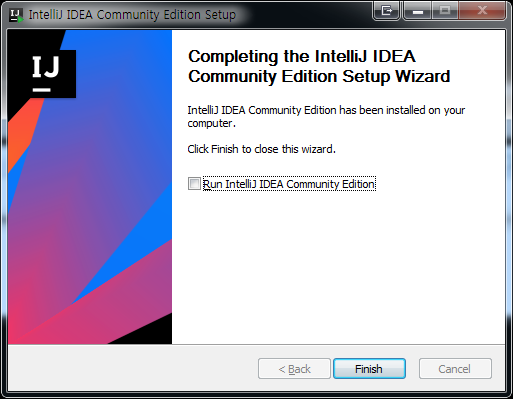 IntelliJ IDEA Community Edition Setup
IJ
Completing the IntelliJ IDEA
Community Edition Setup Wizard
IntelliJ IDEA Community Edition has been installed on your
computer.
Click Finish to close this wizard.
Run IntelliJ IDEA Community Edition
< Back
Finish
Cancel